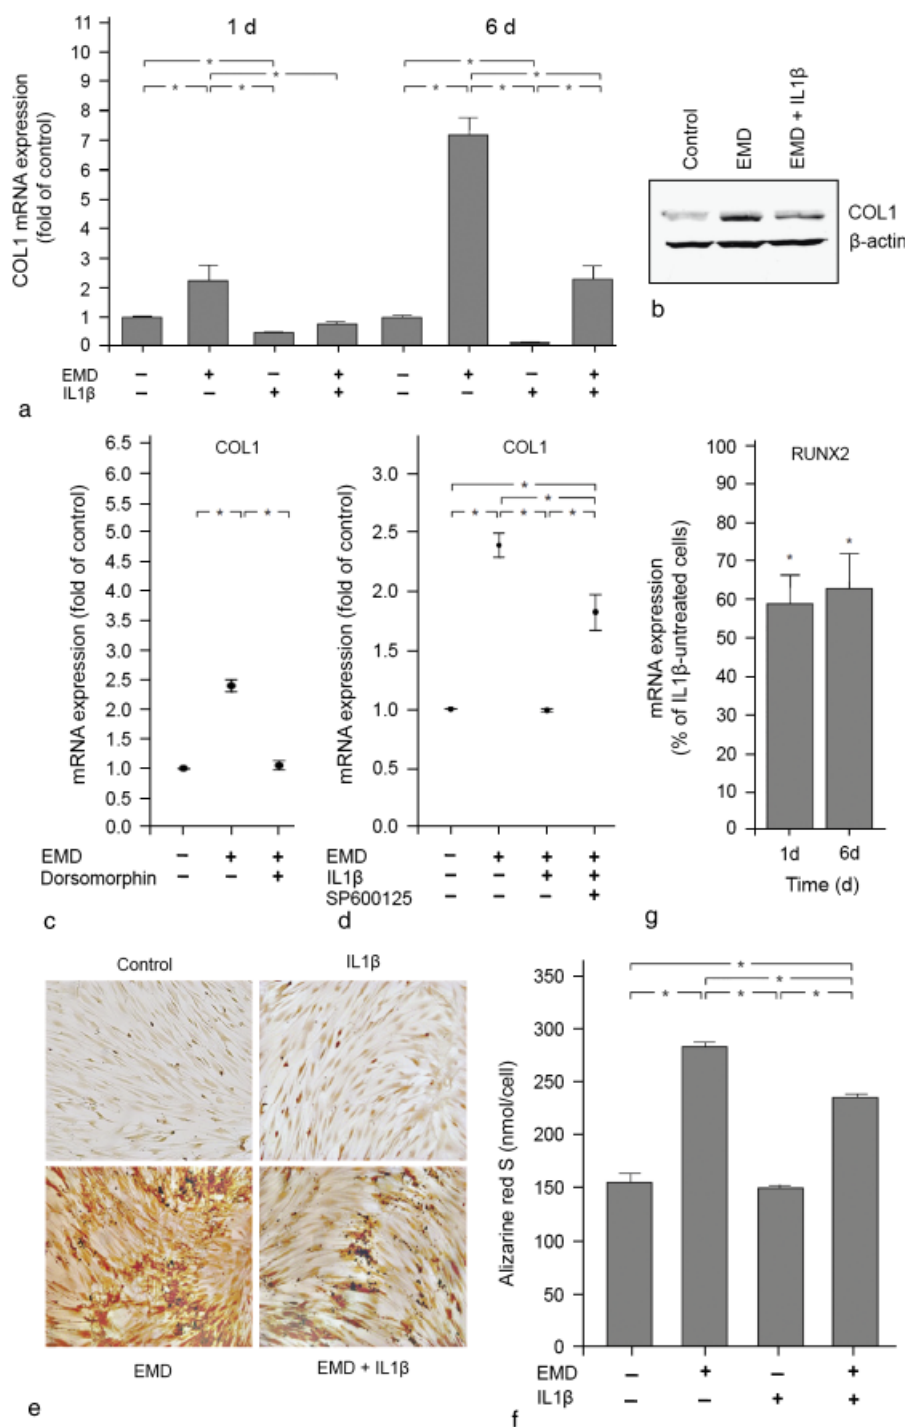 1 d 6 d
COL1 mRNA expression
(fold of control)
11
10
9
8
7
6
5
4
3
2
1
0
* *
* *
* * * * *
EMD – + – + – + – +
IL1β – – + + – – + +
a
Control
EMD
EMD + IL1β
COL1
β-actin
b
COL1
mRNA expression (fold of control)
6.5
6.0
5.5
5.0
4.5
4.0
3.5
3.0
2.5
2.0
1.5
1.0
0.5
0.0
* *
EMD – + +
Dorsomorphin – – +
c
COL1
mRNA expression (fold of control)
3.0
2.5
2.0
1.5
1.0
0.5
0.0
*
*
* * *
EMD – + + +
IL1β – – + +
SP600125 – – – +
d
RUNX2
mRNA expression
(% of IL1β-untreated cells)
100
90
80
70
60
50
40
30
20
10
0
* *
1d 6d
Time (d)
g
Control IL1β
EMD EMD + IL1β
e
Alizarine red S (nmol/cell)
350
300
250
200
150
100
50
0
*
*
* * *
EMD – + – +
IL1β – – + +
f